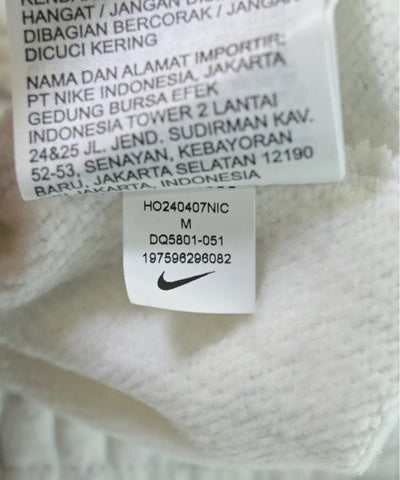 HANGAT / JANGAN
DIBAGIAN BERCORAK / JANGAN
DICUCI KERING
NAMA DAN ALAMAT IMPORTIR:
PT NIKE INDONESIA, JAKARTA
GEDUNG BURSA EFEK
INDONESIA TOWER 2 LANTAI
24&25 JL. JEND. SUDIRMAN KAV.
52-53, SENAYAN, KEBAYORAN
BARU, JAKARTA SELATAN 12190
JAKARTA, INDONESIA
HO240407NIC
M
DQ5801-051
197596296082